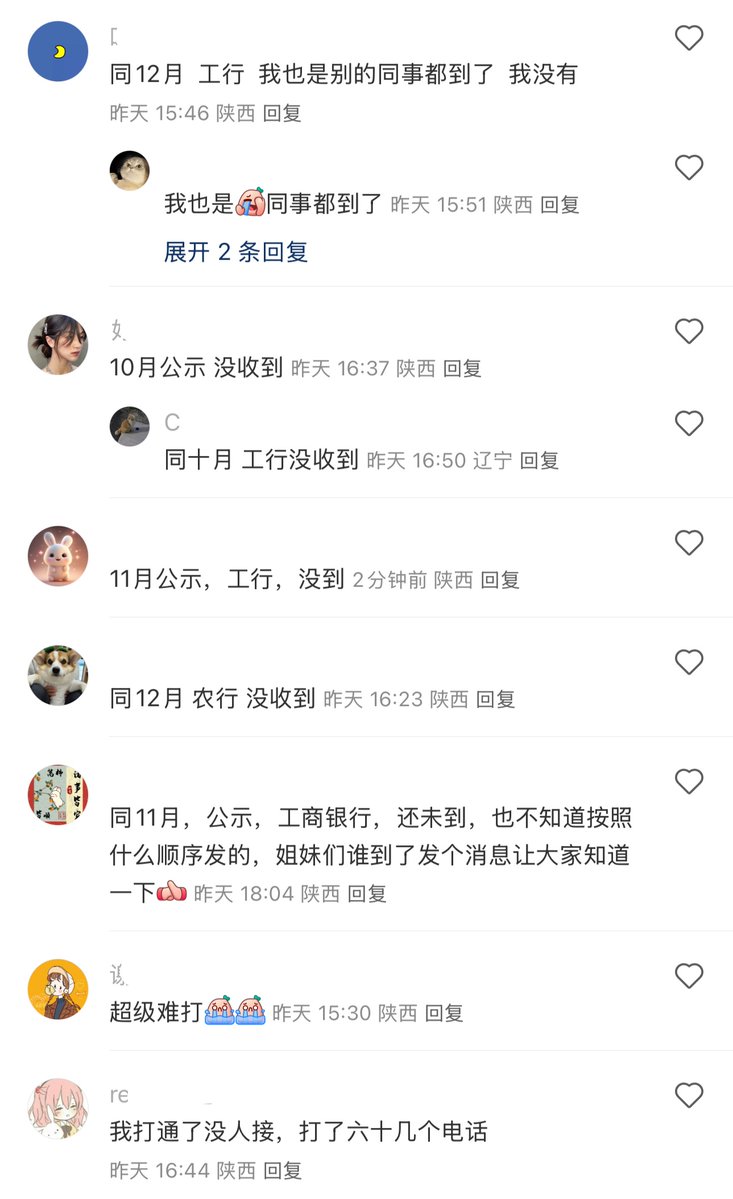 同12月 工行 我也是别的同事都到了 我没有
昨天 15:46 陕西 回复
我也是同事都到了 昨天 15:51 陕西 回复
展开 2 条回复
10月公示 没收到 昨天 16:37 陕西 回复
C
同十月 工行没收到 昨天 16:50 辽宁 回复
11月公示，工行，没到 2分钟前 陕西 回复
同12月 农行 没收到 昨天 16:23 陕西 回复
同11月，公示，工商银行，还未到，也不知道按照
什么顺序发的，姐妹们谁到了发个消息让大家知道
一下 昨天 18:04 陕西 回复
超级难打 昨天 15:30 陕西 回复
re
我打通了没人接，打了六十几个电话
昨天 16:44 陕西 回复